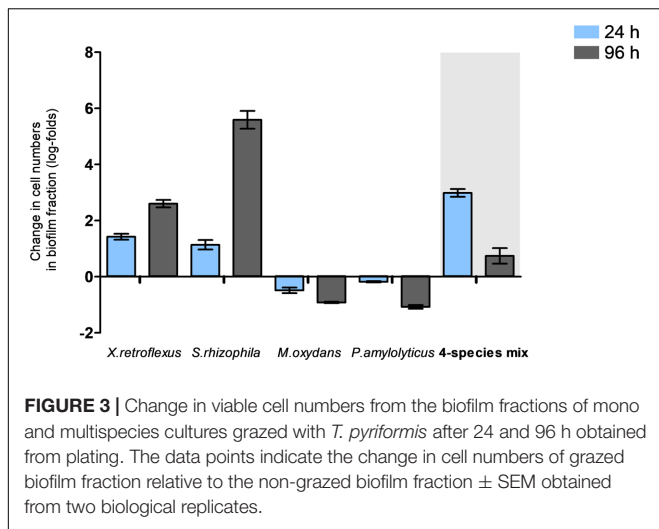 24 h
96 h
8
6
4
2
0
-2
Change in cell numbers
in biofilm fraction (log-folds)
X.retroflexus S.rhizophila M.oxydans P.amylolyticus 4-species mix
FIGURE 3 | Change in viable cell numbers from the biofilm fractions of mono
and multispecies cultures grazed with T. pyriformis after 24 and 96 h obtained
from plating. The data points indicate the change in cell numbers of grazed
biofilm fraction relative to the non-grazed biofilm fraction ± SEM obtained
from two biological replicates.